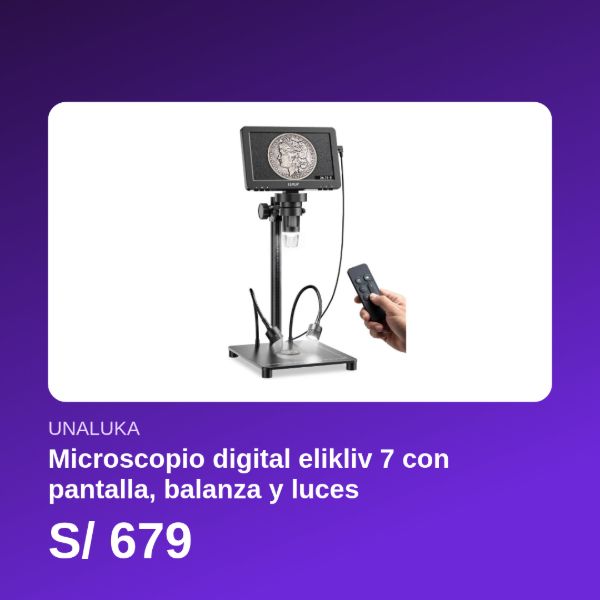 UNALUKA
Microscopio digital elikliv 7 con
pantalla, balanza y luces
S/ 679